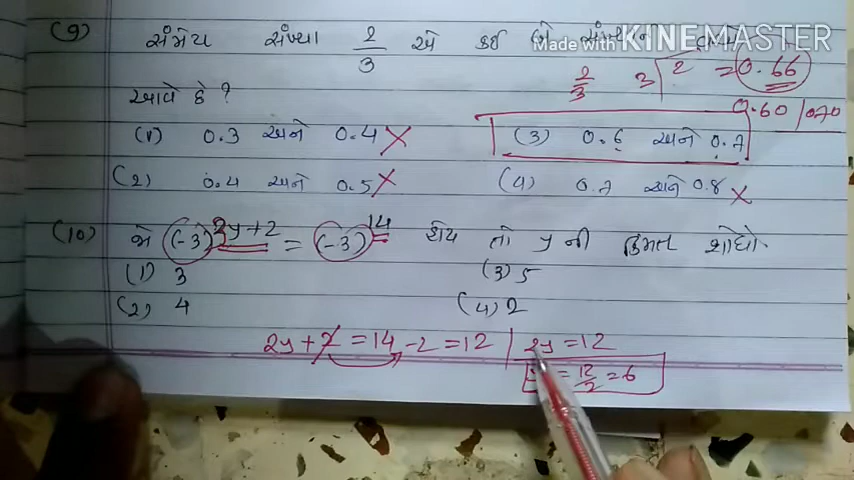 (9) સંમેય સંખ્યા 2/3 એ કઈ બે
Made with KINEMASTER
2/3 3 2 = 0.66
આવે છે ?
0.60 / 0.70
(1) 0.3 અને 0.4 X (3) 0.6 અને 0.7
(2) 0.4 અને 0.5 X (4) 0.7 અને 0.8 X
(10) જો (-3)^2y+2 = (-3)^14 હોય તો y ની કિંમત શોધો.
(1) 3 (3) 5
(2) 4 (4) 2
2y + 2 = 14 - 2 = 12 | 2y = 12
= 12/2 = 6